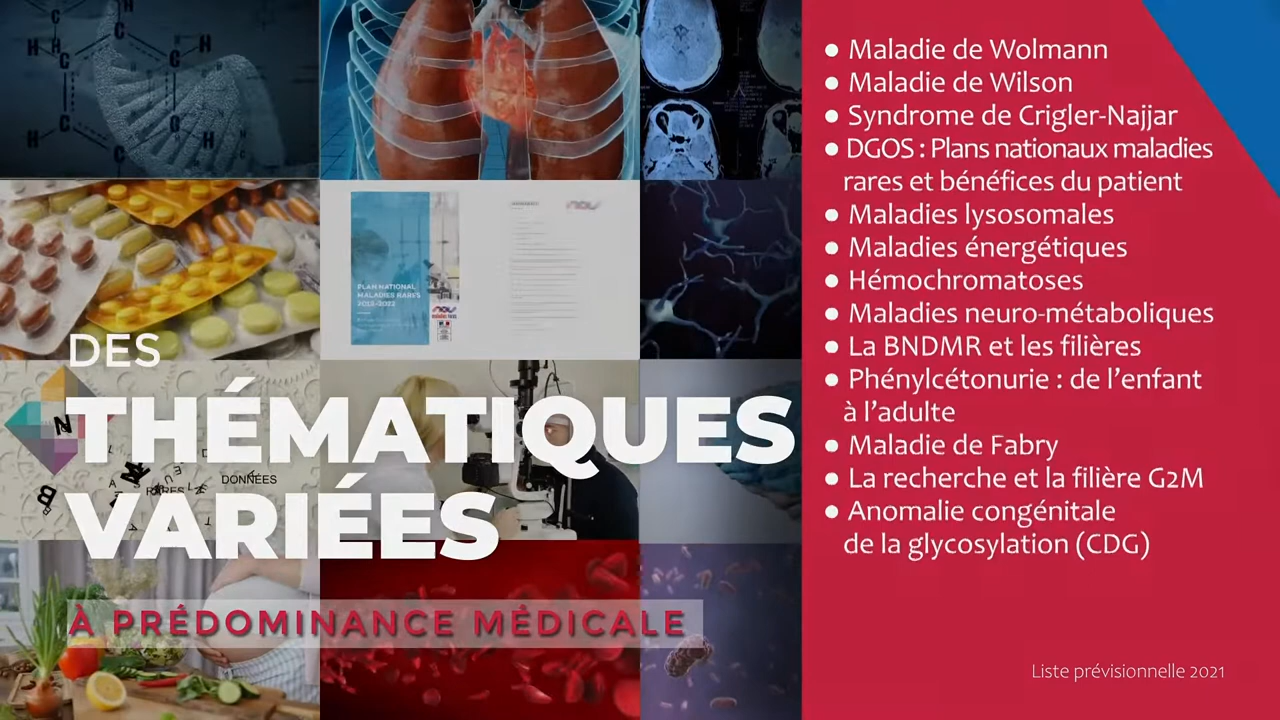 DES
THÉMATIQUES
VARIÉES
À PRÉDOMINANCE MÉDICALE
PLAN NATIONAL
MALADIES RARES
DONNÉES
RARES
● Maladie de Wolmann
● Maladie de Wilson
● Syndrome de Crigler-Najjar
● DGOS : Plans nationaux maladies
rares et bénéfices du patient
● Maladies lysosomales
● Maladies énergétiques
● Hémochromatoses
● Maladies neuro-métaboliques
● La BNDMR et les filières
● Phénylcétonurie : de l’enfant
à l’adulte
● Maladie de Fabry
● La recherche et la filière G2M
● Anomalie congénitale
de la glycosylation (CDG)
Liste prévisionnelle 2021